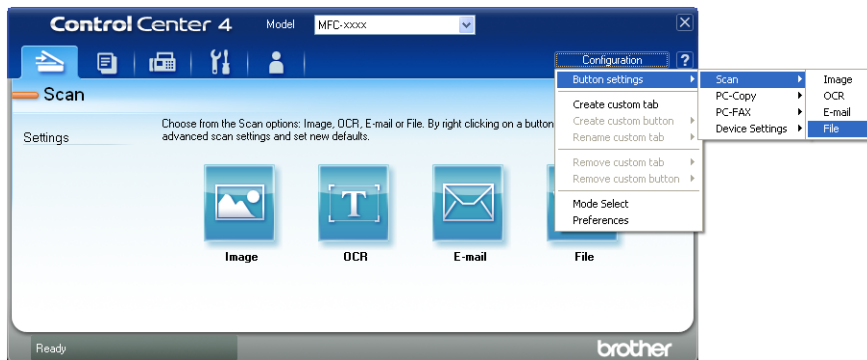 Control Center 4 Model MFC-xxxx
Configuration ?
Scan
Settings
Choose from the Scan options: Image, OCR, E-mail or File. By right clicking on a button
advanced scan settings and set new defaults.
Image OCR E-mail File
Button settings
Create custom tab
Create custom button
Rename custom tab
Remove custom tab
Remove custom button
Mode Select
Preferences
Scan
PC-Copy
PC-FAX
Device Settings
Image
OCR
E-mail
File
Ready brother